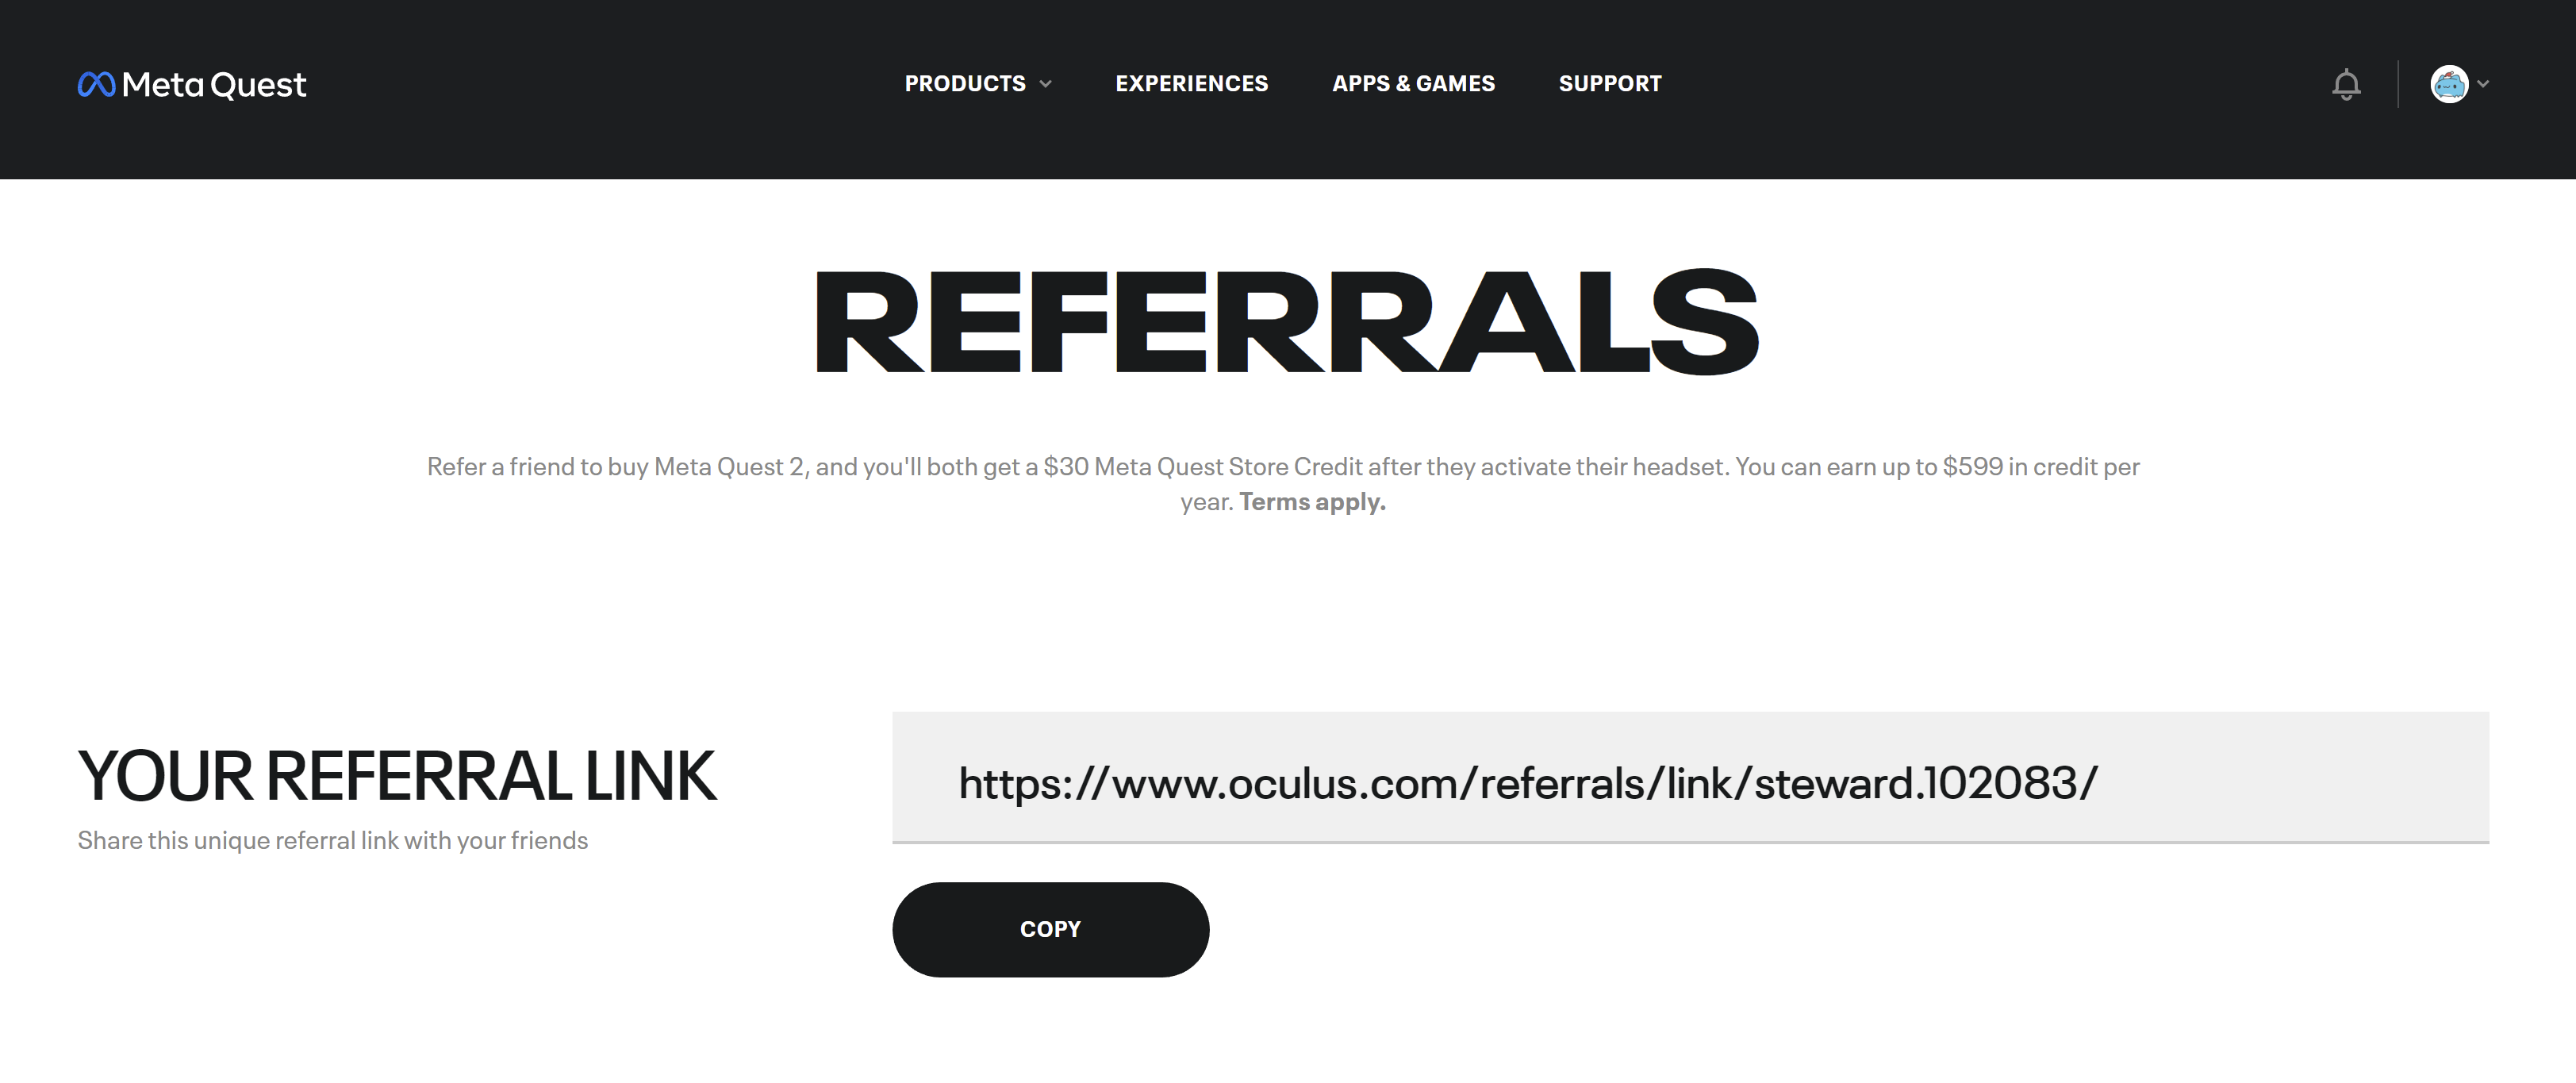 Meta Quest
PRODUCTS
EXPERIENCES
APPS & GAMES
SUPPORT
REFERRALS
Refer a friend to buy Meta Quest 2, and you'll both get a $30 Meta Quest Store Credit after they activate their headset. You can earn up to $599 in credit per
year. Terms apply.
YOUR REFERRAL LINK
Share this unique referral link with your friends
https://www.oculus.com/referrals/link/steward.102083/
COPY